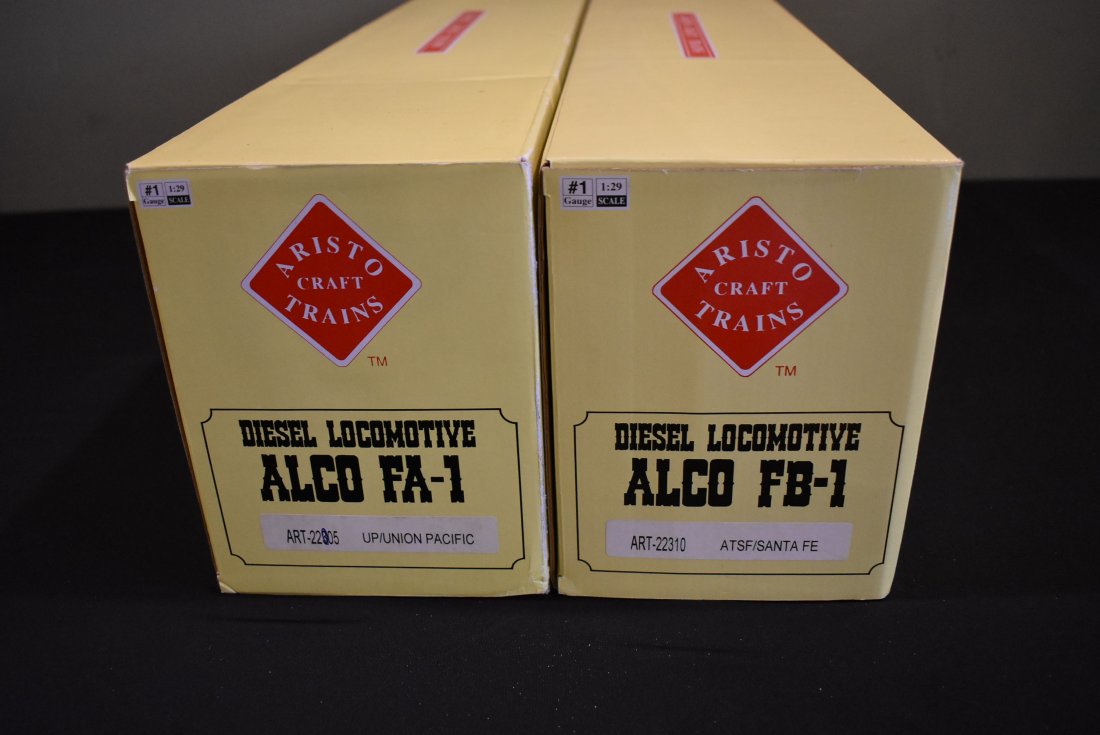 #1 Gauge
1:29 SCALE
ARISTO
CRAFT
TRAINS
TM
DIESEL LOCOMOTIVE
ALCO FA-1
UP/UNION PACIFIC
#1 Gauge
1:29 SCALE
ARISTO
CRAFT
TRAINS
TM
DIESEL LOCOMOTIVE
ALCO FB-1
ART-22310 ATSF/SANTA FE